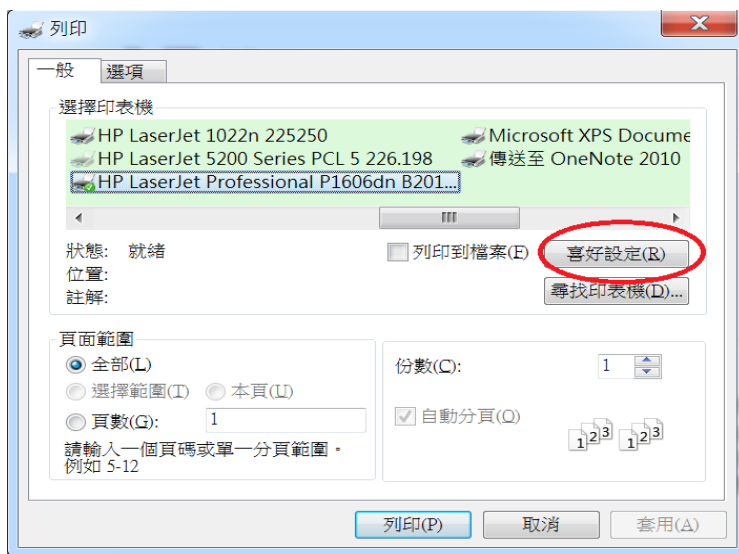 列印
一般 選項
選擇印表機
HP LaserJet 1022n 225250 Microsoft XPS Docume
HP LaserJet 5200 Series PCL 5 226.198 傳送至 OneNote 2010
HP LaserJet Professional P1606dn B201...
狀態: 就緒 列印到檔案(F) 喜好設定(R)
位置:
註解: 尋找印表機(D)...
頁面範圍
全部(L)
選擇範圍(T) 本頁(U)
頁數(G): 1
請輸入一個頁碼或單一分頁範圍。
例如 5-12
份數(C): 1
自動分頁(O)
1 2 3 1 2 3
列印(P) 取消 套用(A)